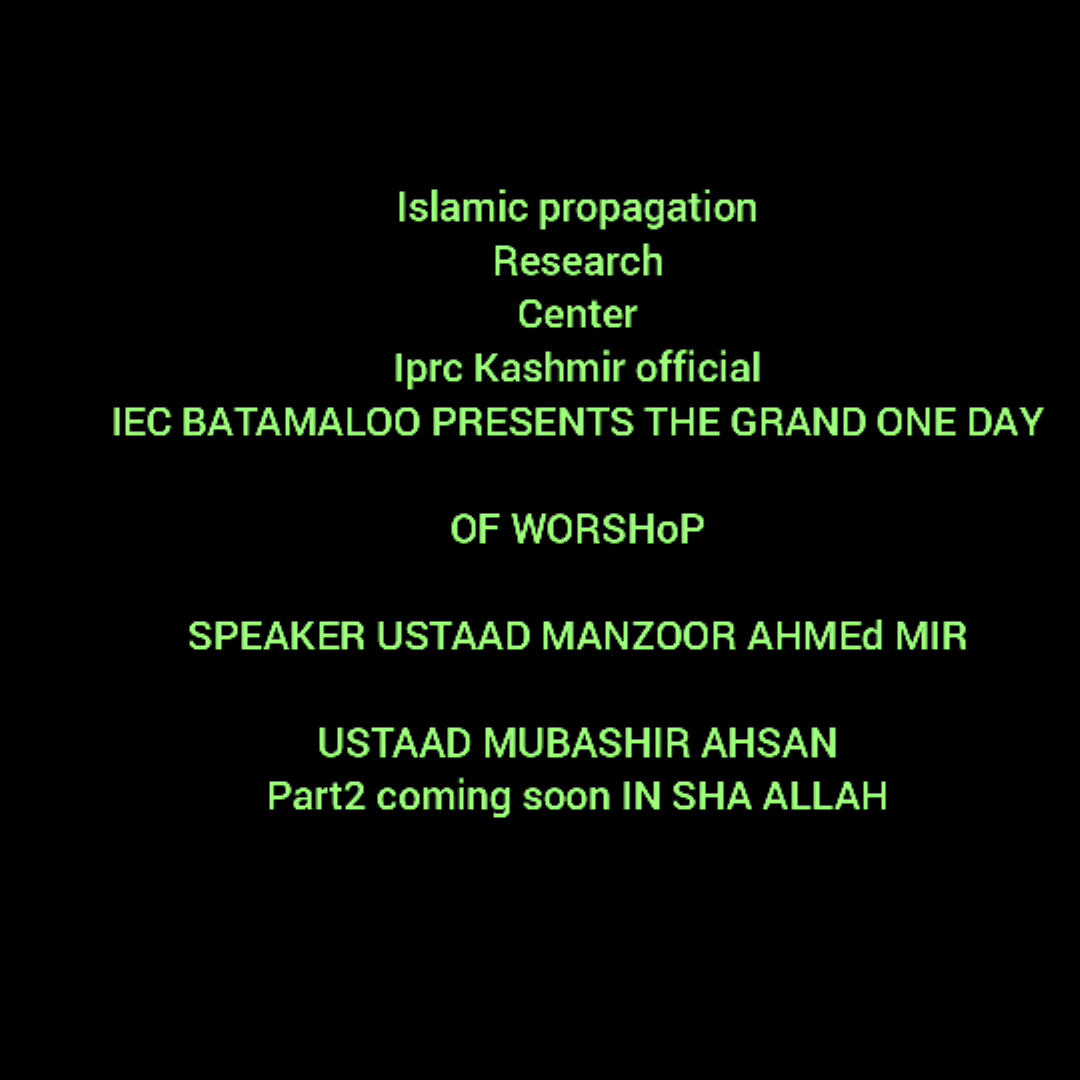 Islamic propagation
Research
Center
Iprc Kashmir official
IEC BATAMALOO PRESENTS THE GRAND ONE DAY
OF WORSHoP
SPEAKER USTAAD MANZOOR AHMEd MIR
USTAAD MUBASHIR AHSAN
Part2 coming soon IN SHA ALLAH